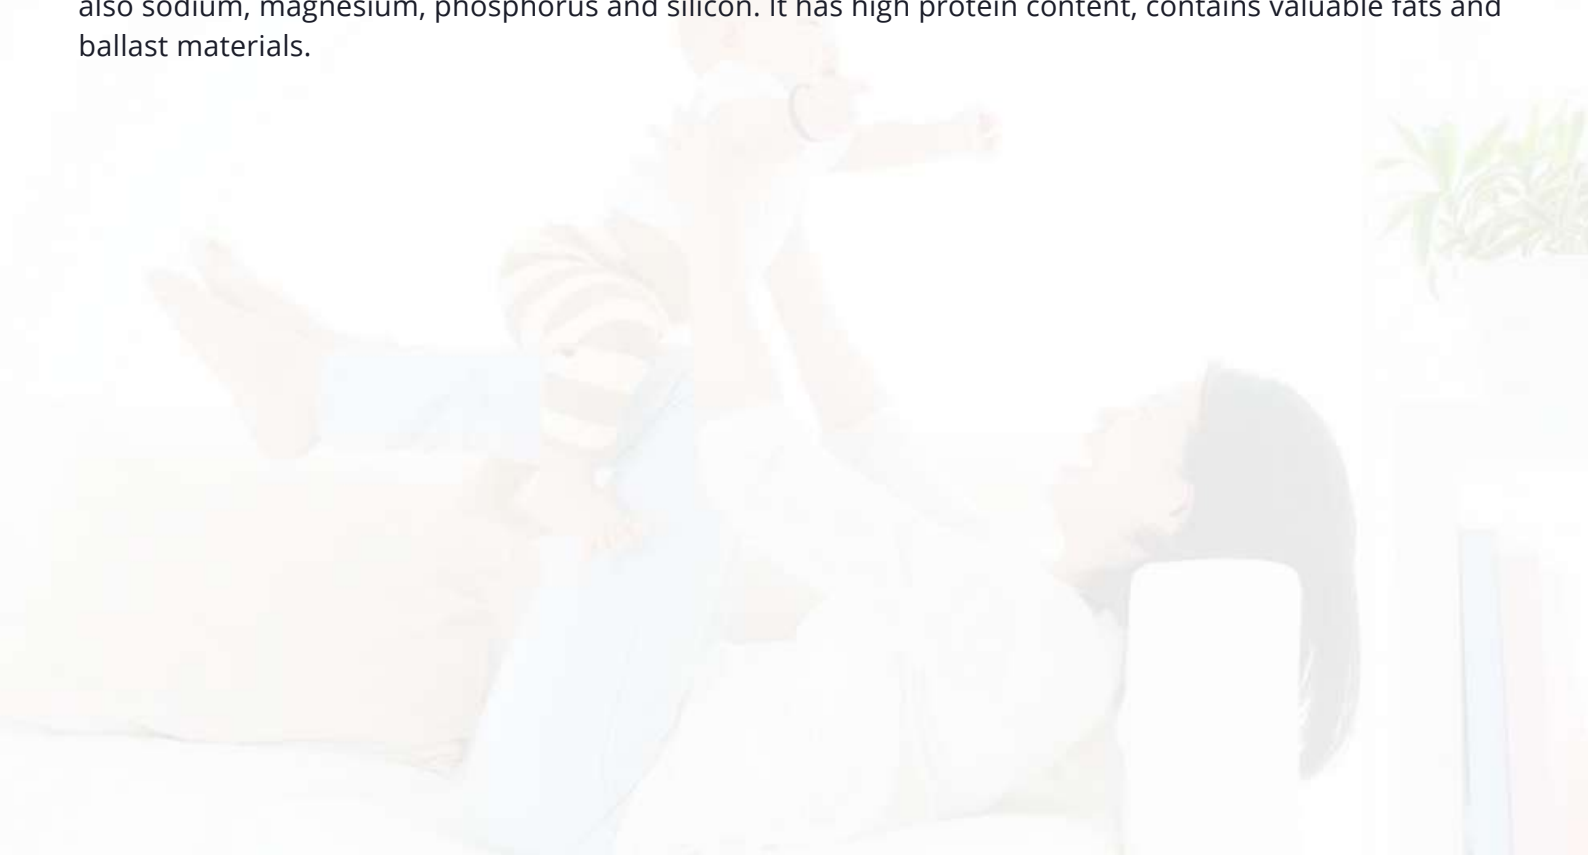 also sodium, magnesium, phosphorus and silicon. It has high protein content, contains valuable fats and
ballast materials.